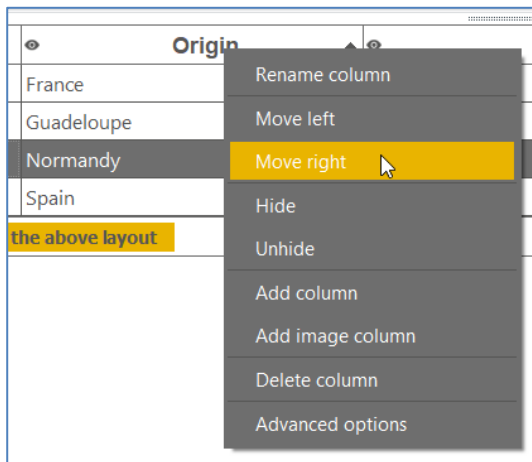 Origin
France
Guadeloupe
Normandy
Spain
the above layout
Rename column
Move left
Move right
Hide
Unhide
Add column
Add image column
Delete column
Advanced options